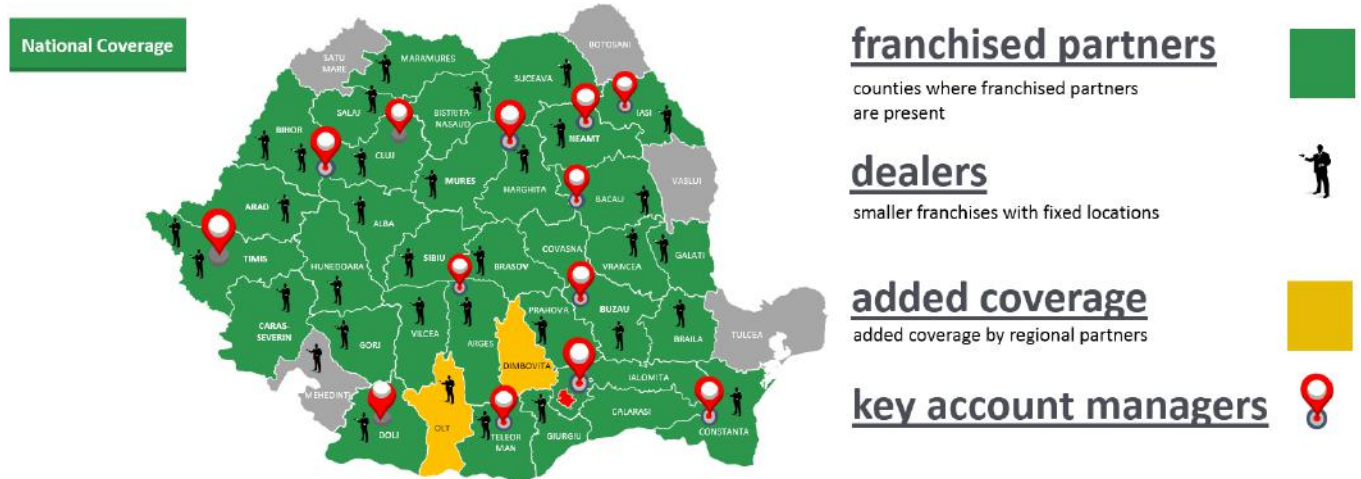 National Coverage
SATU
MARE
MARAMURES
BOTOSANI
SUCEAVA
SALAJ
BISTRITA-
NASAUD
IASI
BIHOR
CLUJ
NEAMT
MURES
HARGHITA
BACAU
VASLUI
ARAD
ALBA
TIMIS
HUNEDOARA
SIBIU
BRASOV
COVASNA
VRANCEA
GALATI
CARAS-
SEVERIN
GORJ
VILCEA
ARGES
PRAHOVA
BUZAU
BRAILA
TULCEA
DIMBOVITA
MEHEDINTI
IALOMITA
DOLJ
OLT
TELEOR
MAN
GIURGIU
CALARASI
CONSTANTA
franchised partners
counties where franchised partners
are present
dealers
smaller franchises with fixed locations
added coverage
added coverage by regional partners
key account managers